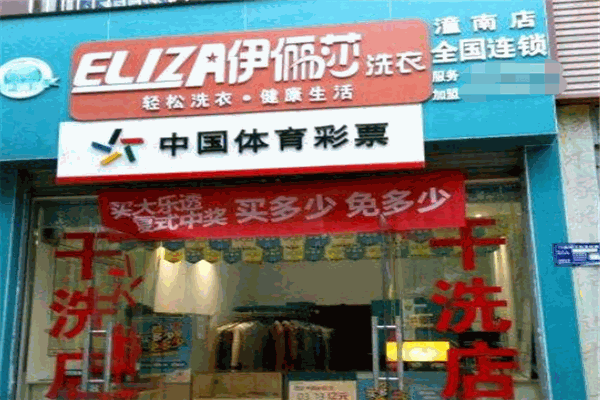 ELIZA伊俪莎洗衣
轻松洗衣·健康生活
潼南店
全国连锁
服务
加盟
中国体育彩票
买大乐透
复式中奖
买多少 免多少
干洗店
干洗店